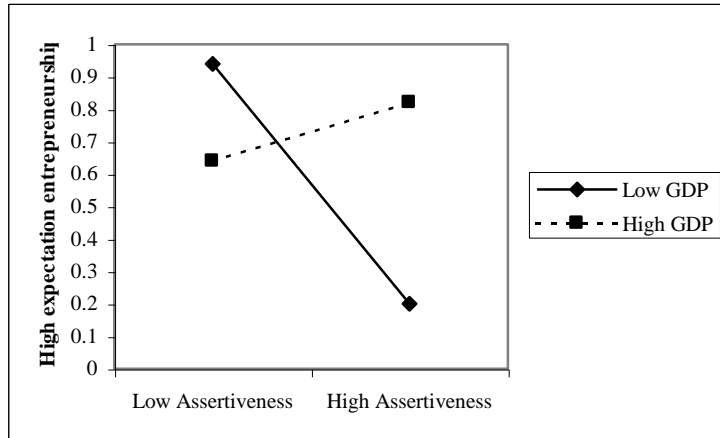 High expectation entrepreneurship
1
0.9
0.8
0.7
0.6
0.5
0.4
0.3
0.2
0.1
0
Low Assertiveness High Assertiveness
Low GDP
High GDP